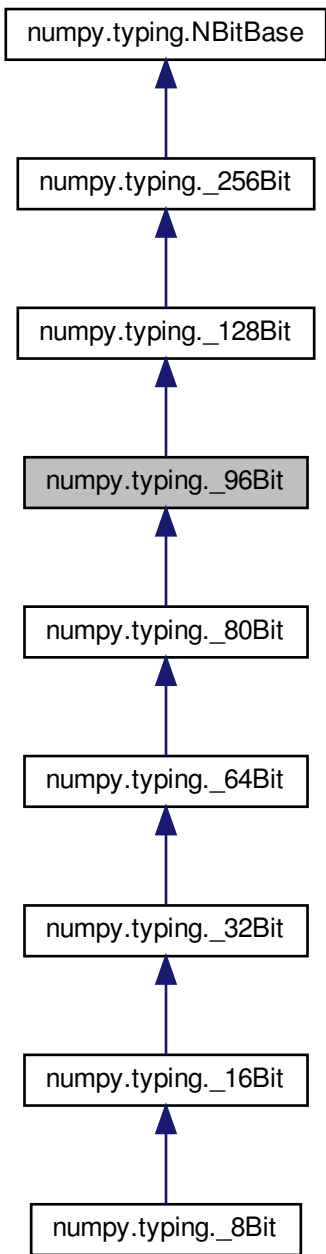 numpy.typing.NBitBase
numpy.typing._256Bit
numpy.typing._128Bit
numpy.typing._96Bit
numpy.typing._80Bit
numpy.typing._64Bit
numpy.typing._32Bit
numpy.typing._16Bit
numpy.typing._8Bit